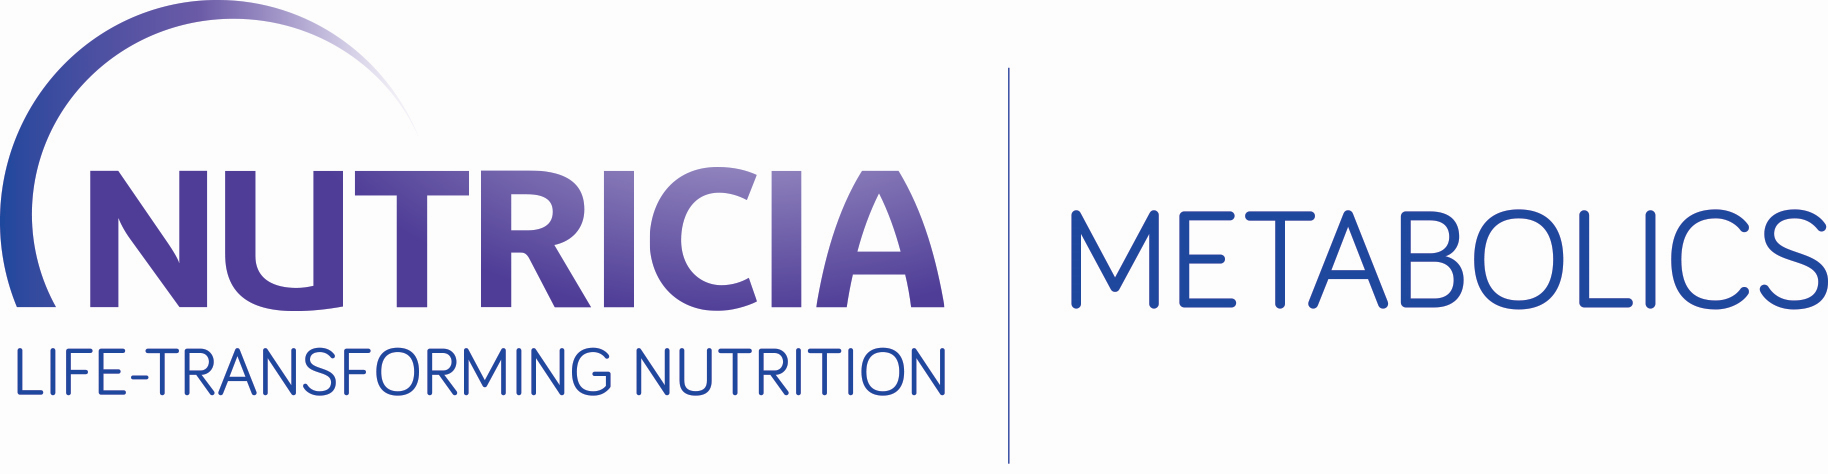 NUTRICIA
LIFE-TRANSFORMING NUTRITION
METABOLICS